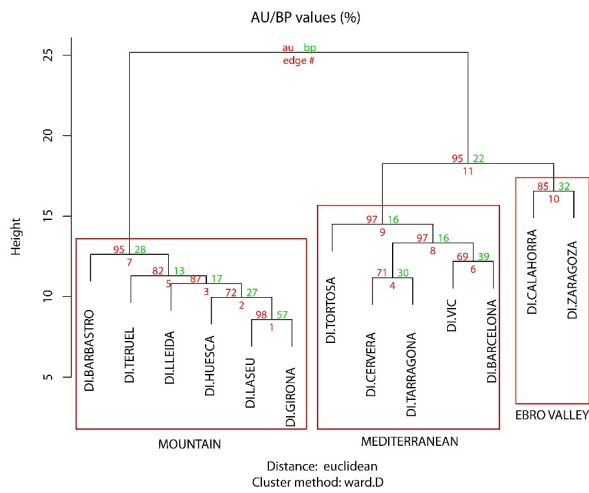 AU/BP values (%)
au bp
edge #
25
20
15
10
5
Height
95 22
11
85 32
10
97 16
9
97 16
8
95 28
7
69 39
6
82 13
5
71 30
4
87 17
3
72 27
2
98 57
1
DI.BARBASTRO
DI.TERUEL
DI.LLEIDA
DI.HUESCA
DI.LASEU
DI.GIRONA
DI.TORTOSA
DI.CERVERA
DI.TARRAGONA
DI.VIC
DI.BARCELONA
DI.CALAHORRA
DI.ZARAGOZA
MOUNTAIN
MEDITERRANEAN
EBRO VALLEY
Distance: euclidean
Cluster method: ward.D